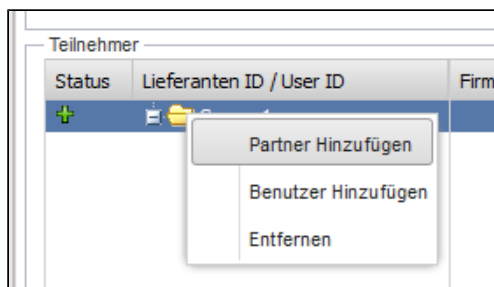 Teilnehmer
Status Lieferanten ID / User ID Firm
Partner Hinzufügen
Benutzer Hinzufügen
Entfernen